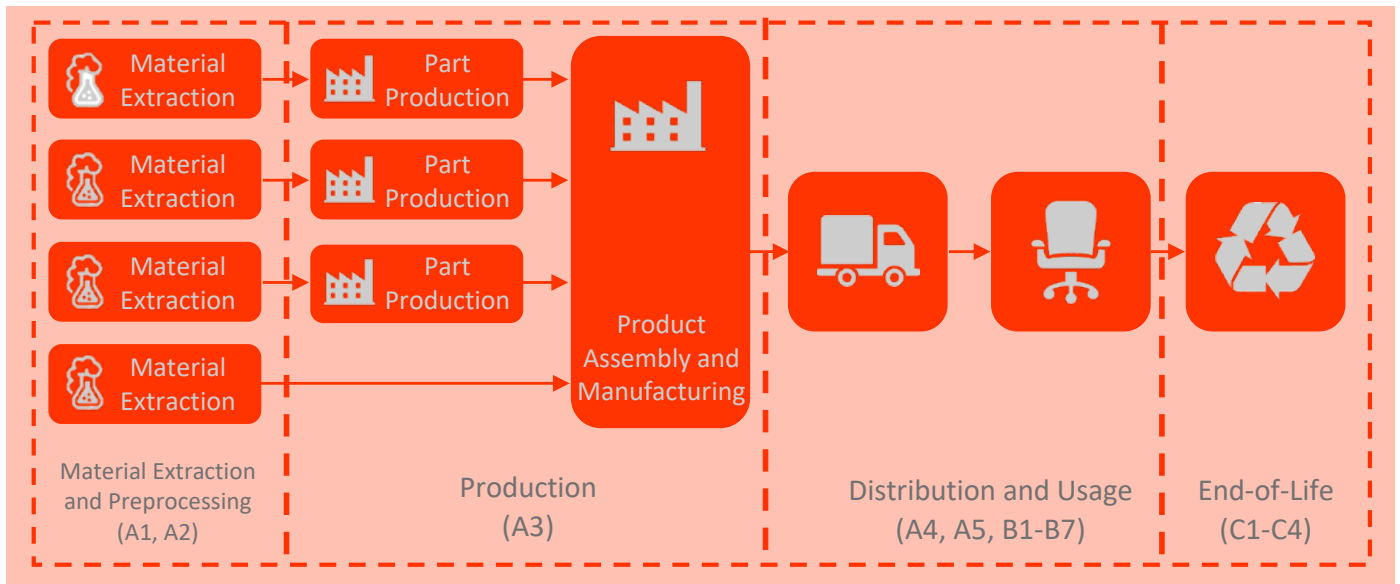 Material
Extraction
Part
Production
Material
Extraction
Part
Production
Material
Extraction
Part
Production
Material
Extraction
Product
Assembly and
Manufacturing
Material Extraction
and Preprocessing
(A1, A2)
Production
(A3)
Distribution and Usage
(A4, A5, B1-B7)
End-of-Life
(C1-C4)